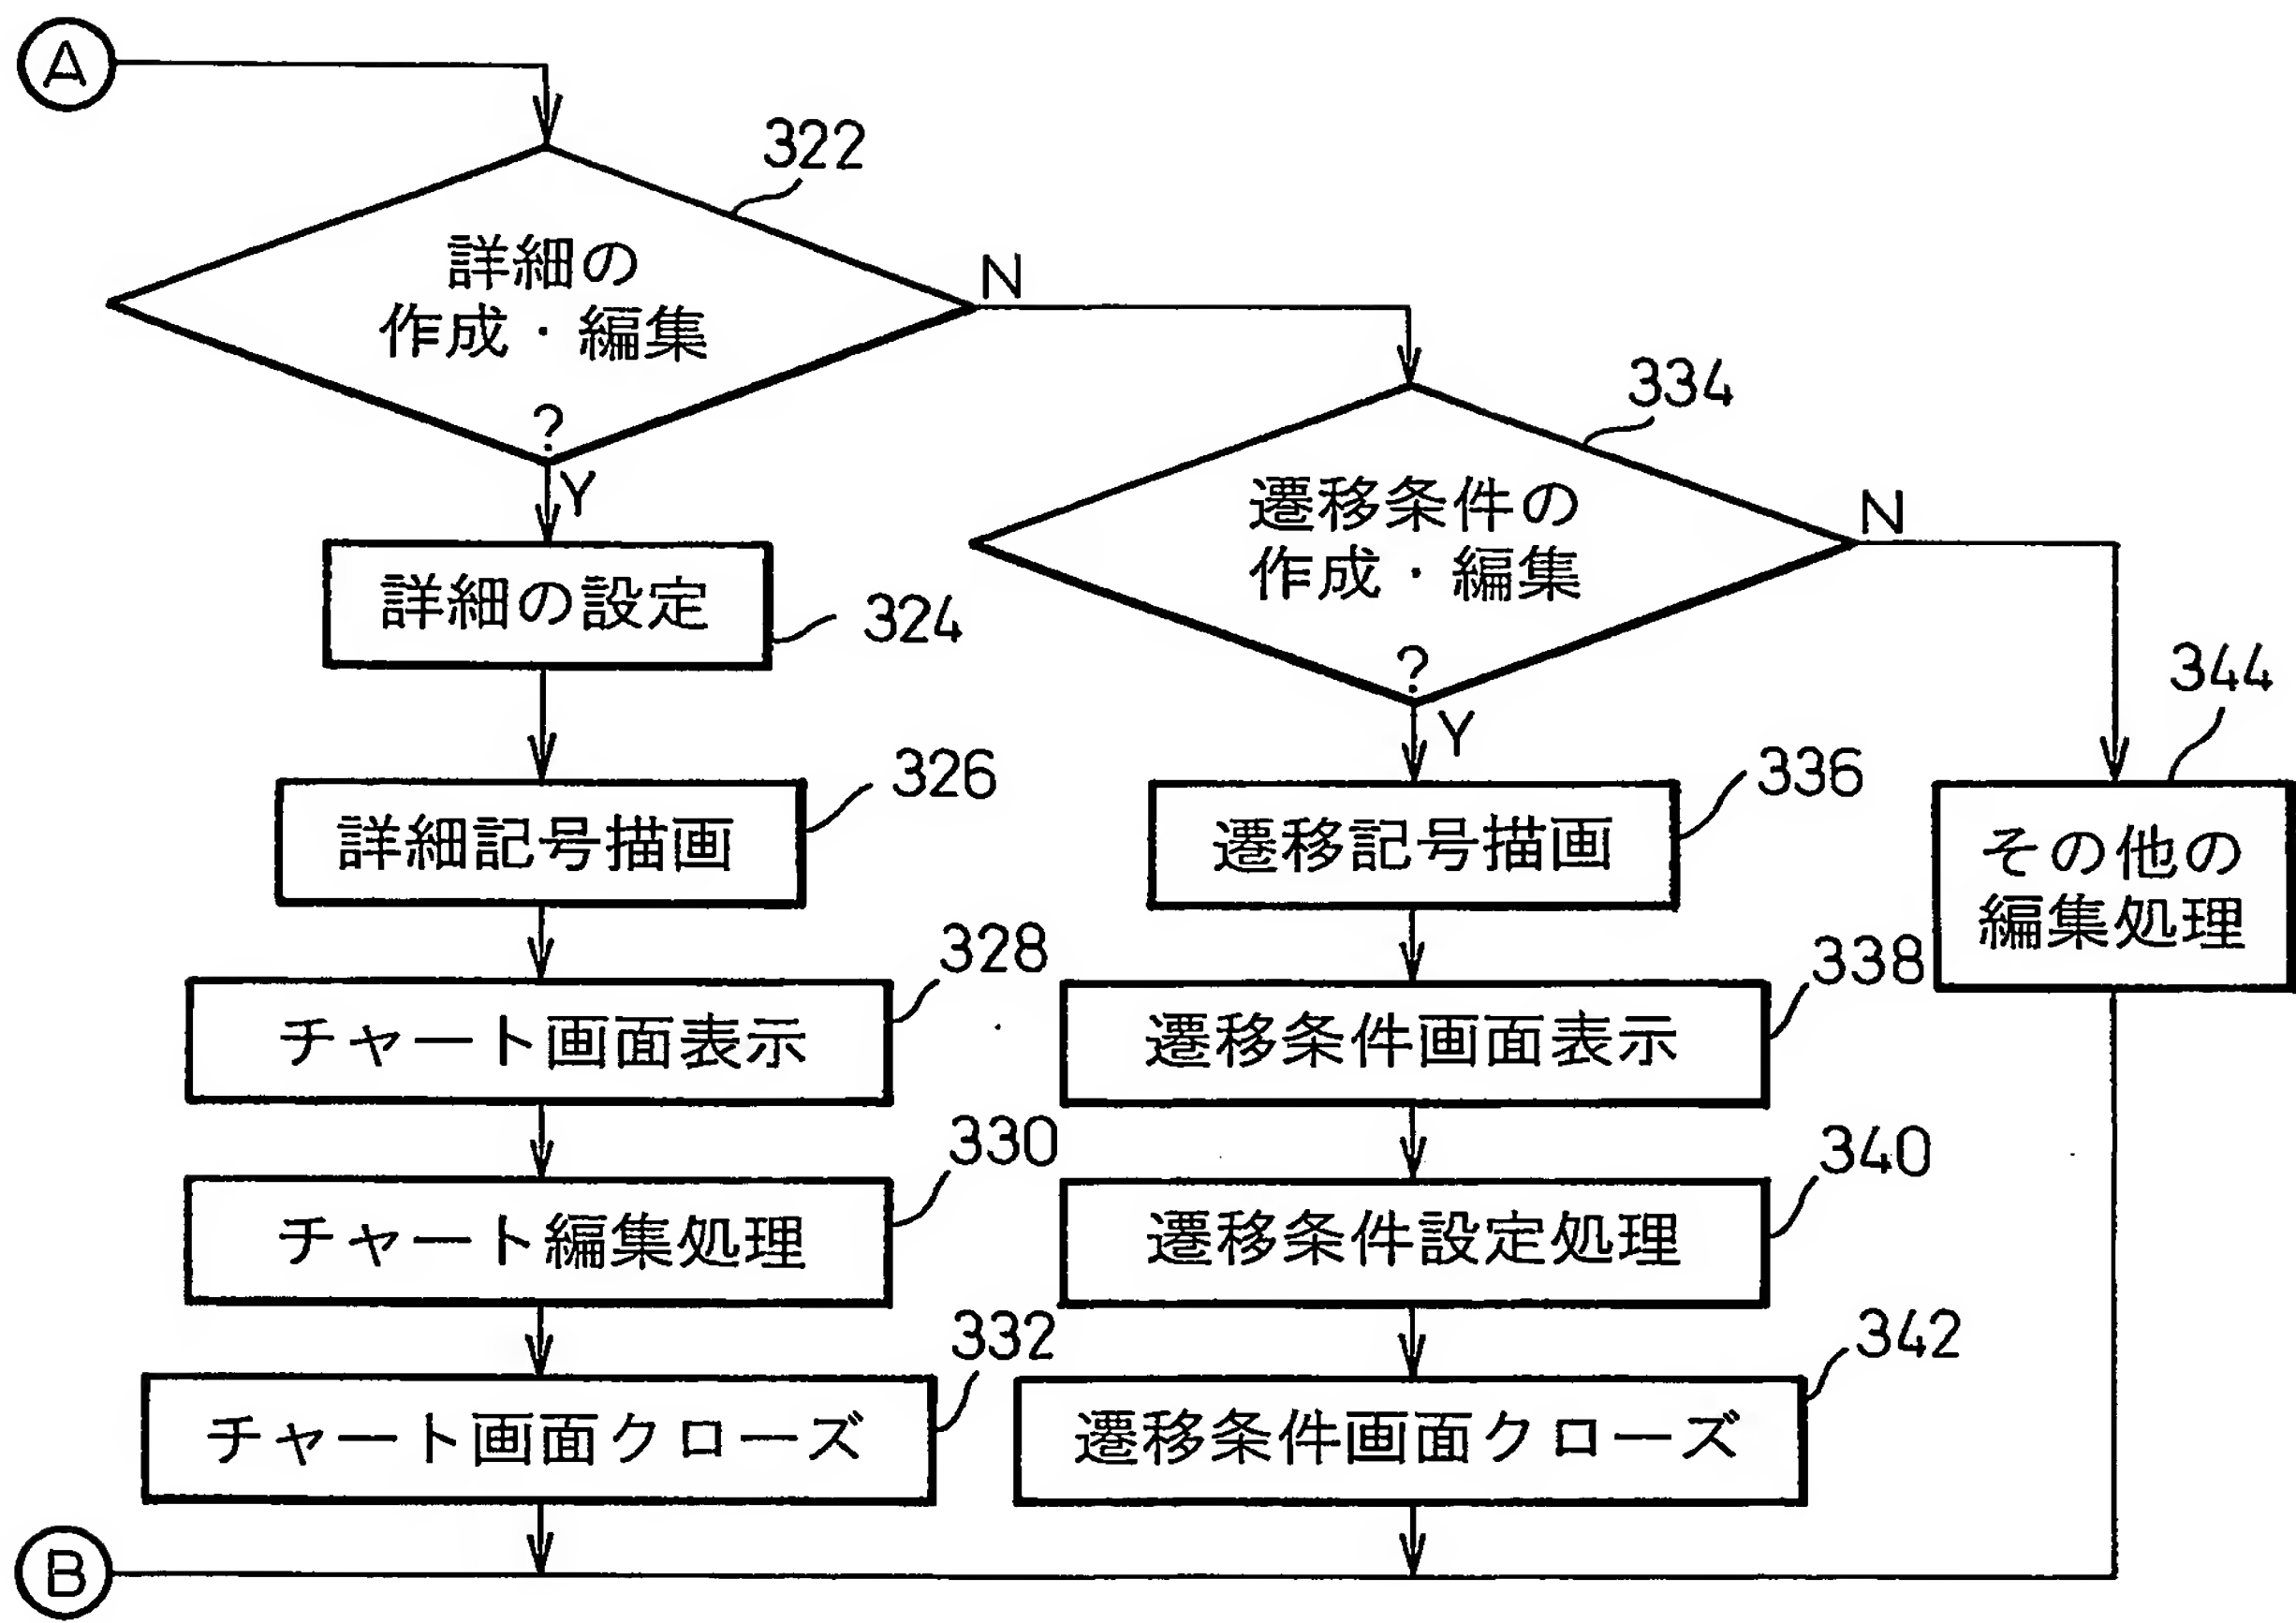 A
322
詳細の
作成・編集
?
N
Y
334
遷移条件の
作成・編集
?
N
Y
詳細の設定
324
344
その他の
編集処理
詳細記号描画
326
遷移記号描画
336
チャート画面表示
328
遷移条件画面表示
338
チャート編集処理
330
遷移条件設定処理
340
チャート画面クローズ
332
遷移条件画面クローズ
342
B